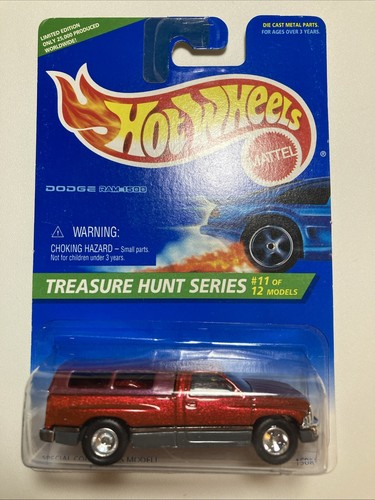 LIMITED EDITION
ONLY 25,000 PRODUCED
WORLDWIDE!
DIE CAST METAL PARTS.
FOR AGES OVER 3 YEARS.
HOT WHEELS
MATTEL
®
DODGE RAM 1500
WARNING:
CHOKING HAZARD – Small parts.
Not for children under 3 years.
TREASURE HUNT SERIES #11 OF
12 MODELS